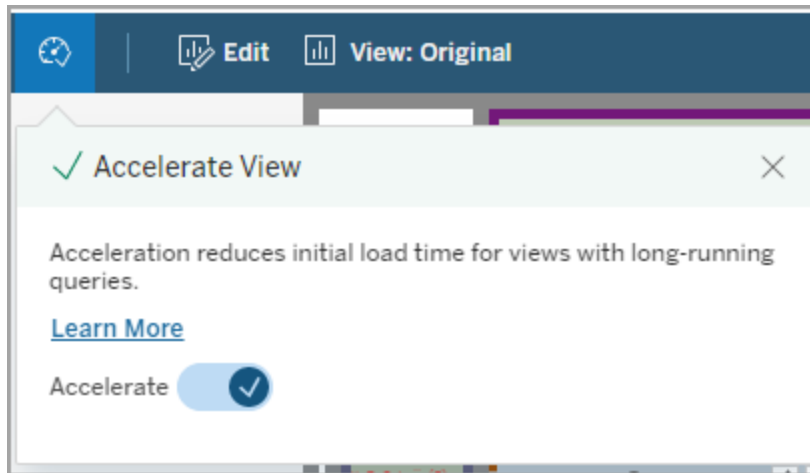 Edit
View: Original
Accelerate View
Acceleration reduces initial load time for views with long-running
queries.
Learn More
Accelerate